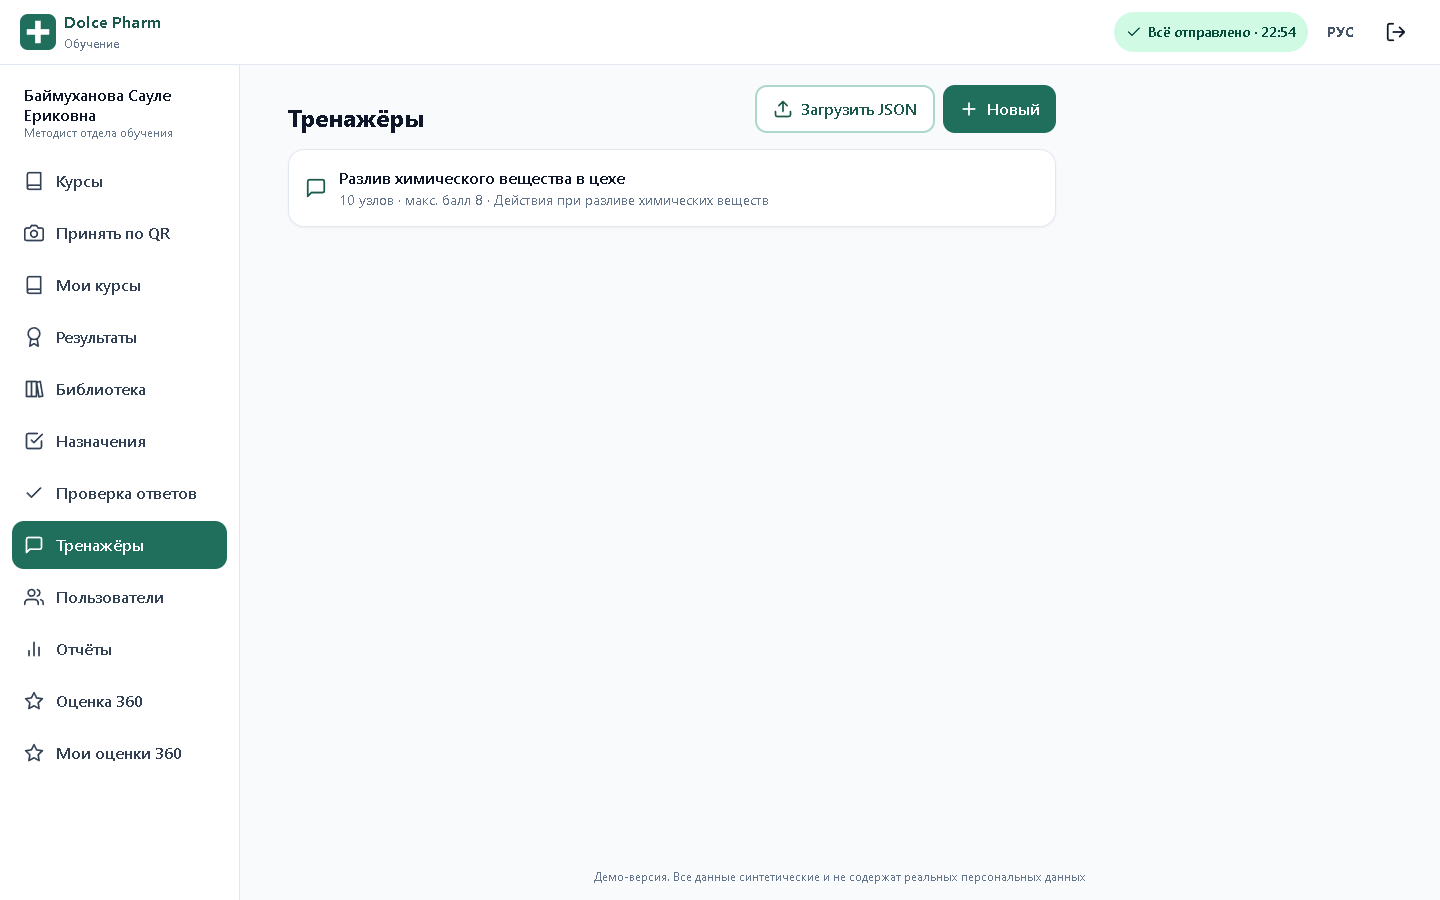 Dolce Pharm
Обучение
Всё отправлено · 22:54
РУС
Баймуханова Сауле
Ериковна
Методист отдела обучения
Курсы
Принять по QR
Мои курсы
Результаты
Библиотека
Назначения
Проверка ответов
Тренажёры
Пользователи
Отчёты
Оценка 360
Мои оценки 360
Тренажёры
Загрузить JSON
Новый
Разлив химического вещества в цехе
10 узлов · макс. балл 8 · Действия при разливе химических веществ
Демо-версия. Все данные синтетические и не содержат реальных персональных данных